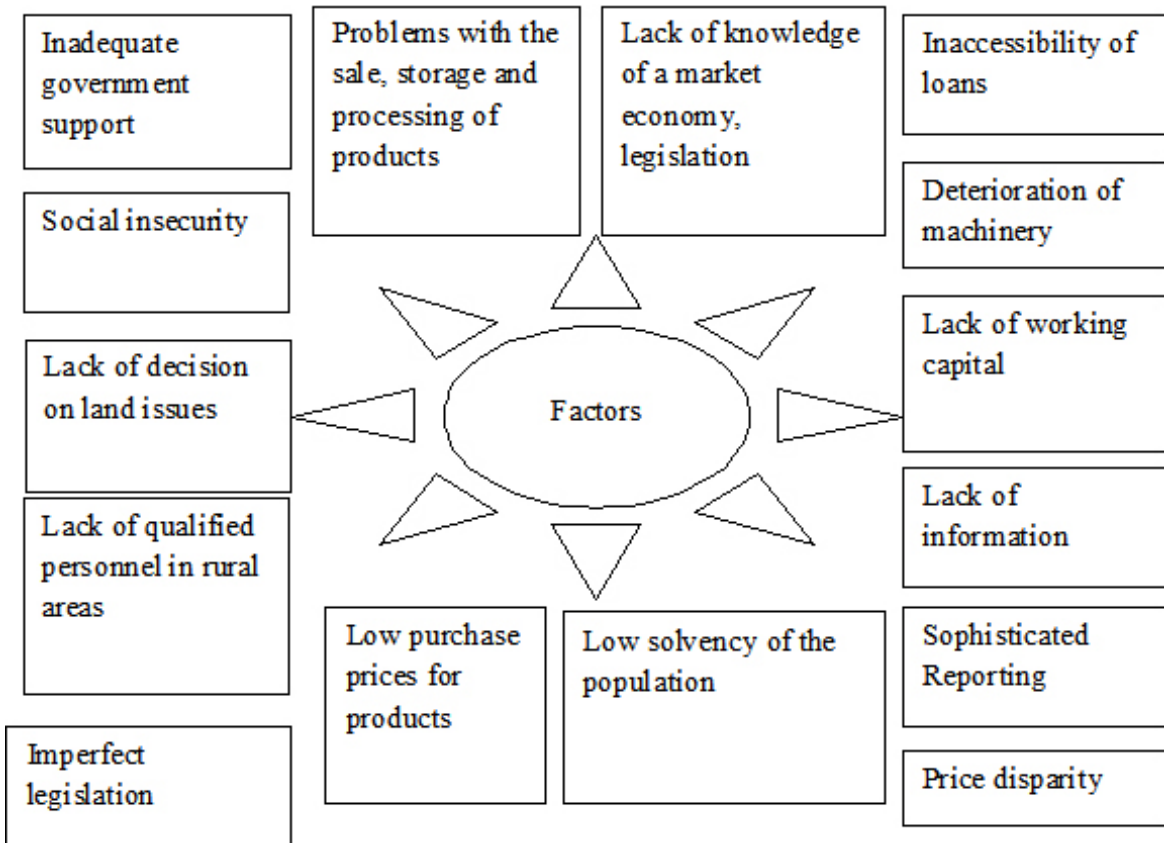 Inadequate
government
support
Problems with the
sale, storage and
processing of
products
Lack of knowledge
of a market
economy,
legislation
Inaccessibility of
loans
Social insecurity
Deterioration of
machinery
Lack of decision
on land issues
Factors
Lack of working
capital
Lack of qualified
personnel in rural
areas
Lack of
information
Low purchase
prices for
products
Low solvency of the
population
Sophisticated
Reporting
Imperfect
legislation
Price disparity